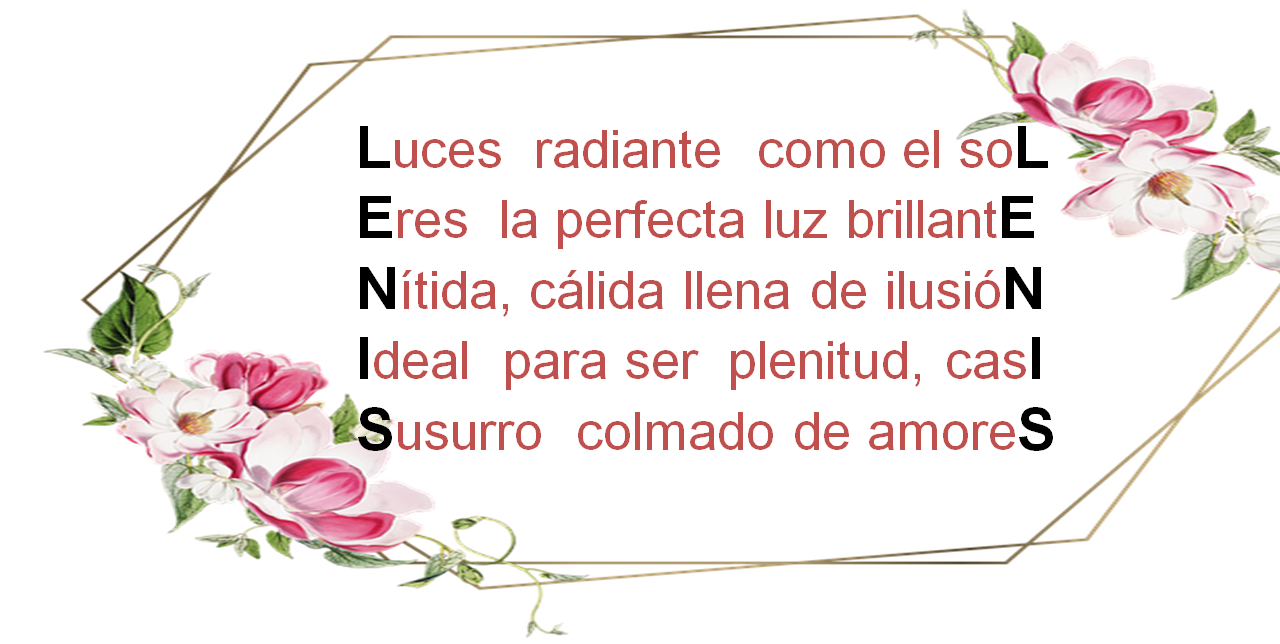 Luces radiante como el soL
Eres la perfecta luz brillantE
Nítida, cálida llena de ilusióN
Ideal para ser plenitud, casI
Susurro colmado de amoreS